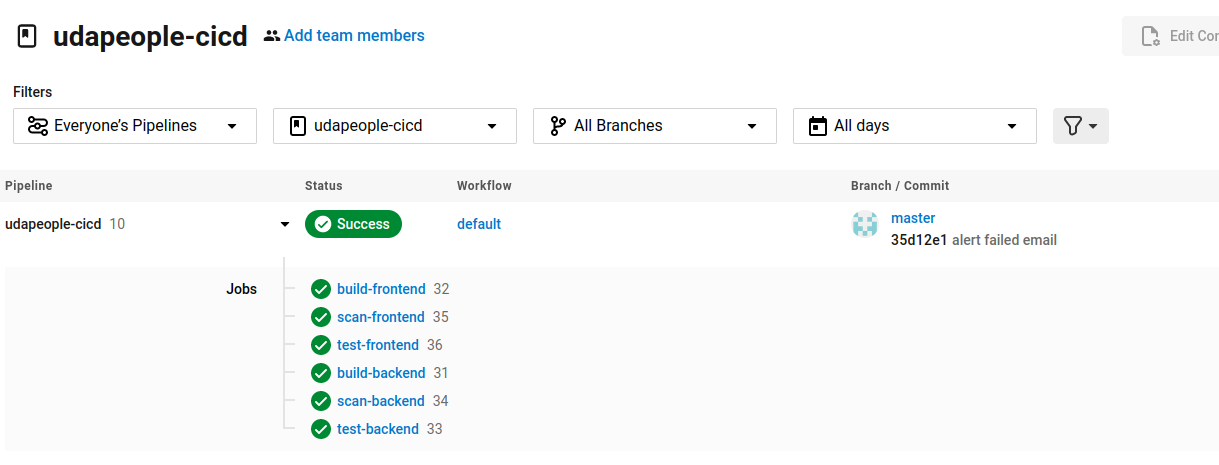 udapeople-cicd Add team members Edit Cor
Filters
Everyone's Pipelines udapeople-cicd All Branches All days
Pipeline Status Workflow Branch / Commit
udapeople-cicd 10 Success default master
35d12e1 alert failed email
Jobs build-frontend 32
scan-frontend 35
test-frontend 36
build-backend 31
scan-backend 34
test-backend 33